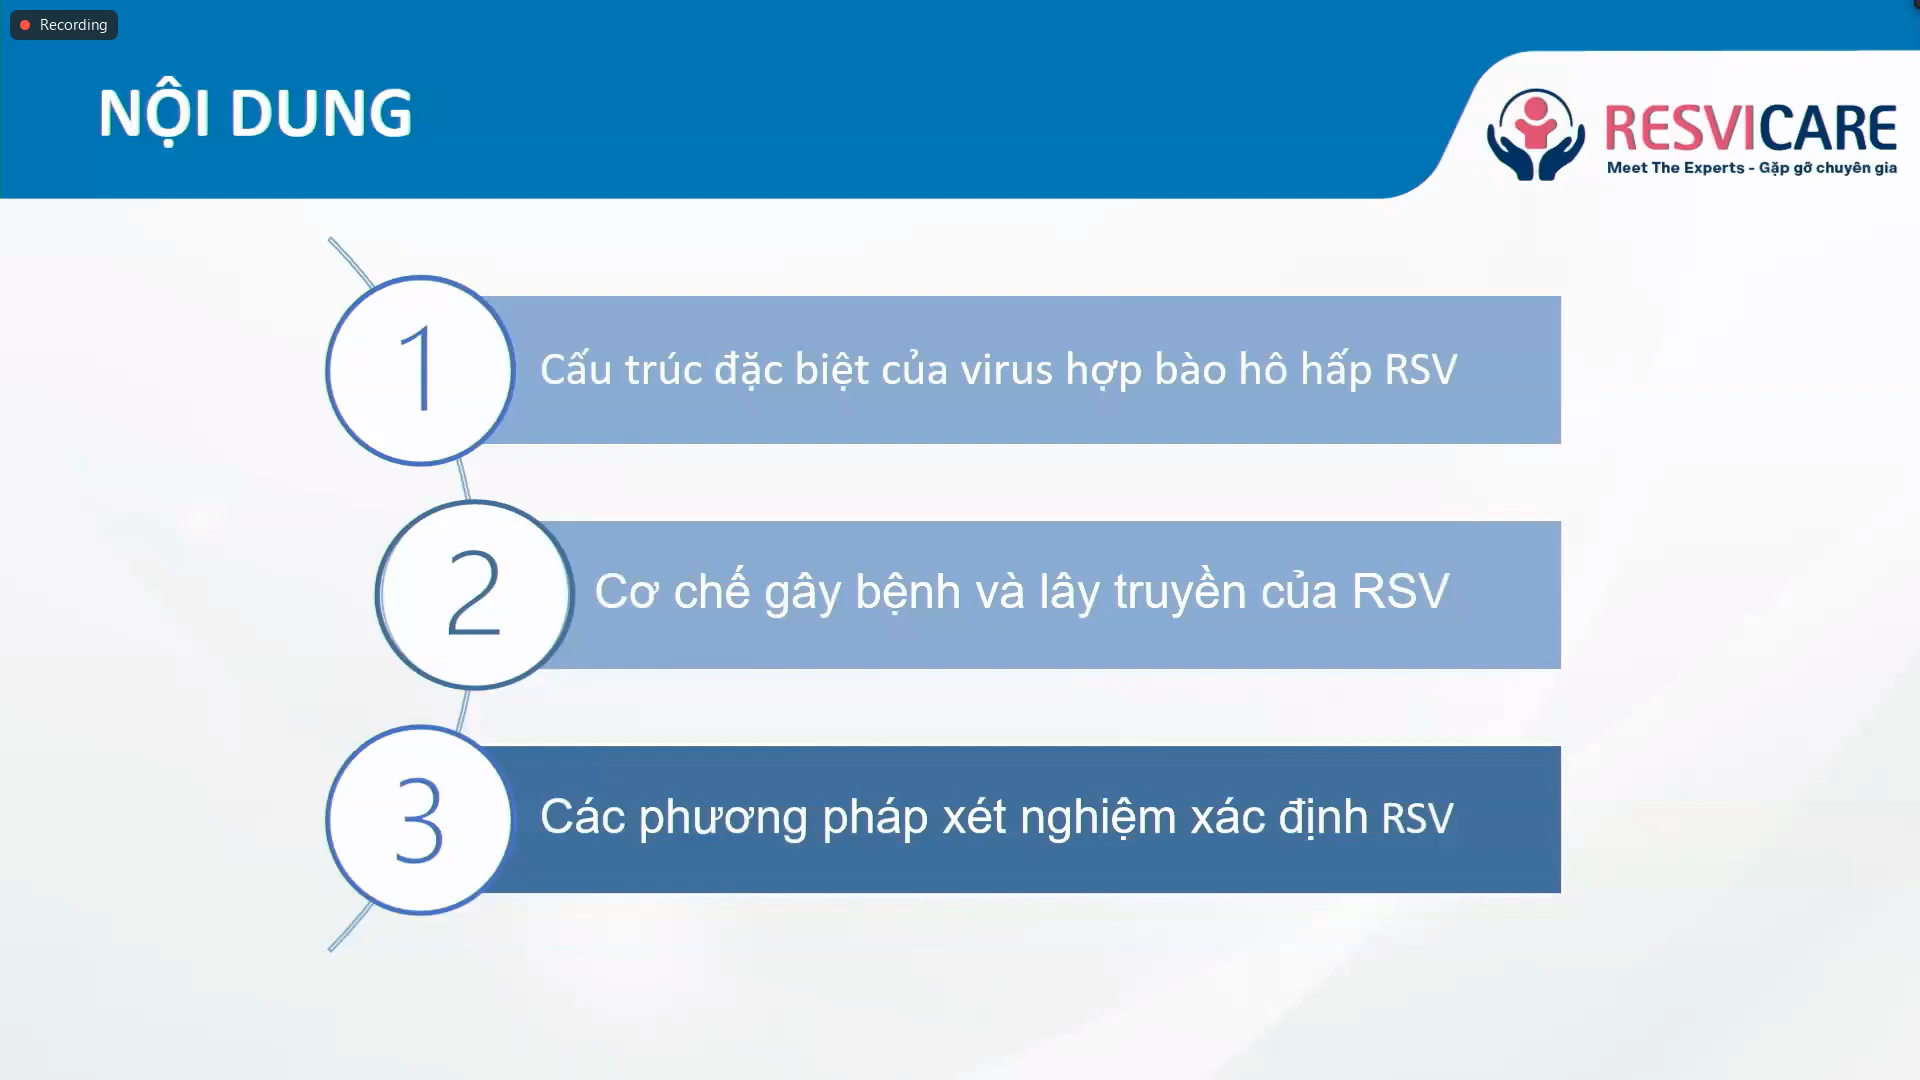 Recording
NỘI DUNG
RESVICARE
Meet The Experts - Gặp gỡ chuyên gia
1
Cấu trúc đặc biệt của virus hợp bào hô hấp RSV
2
Cơ chế gây bệnh và lây truyền của RSV
3
Các phương pháp xét nghiệm xác định RSV